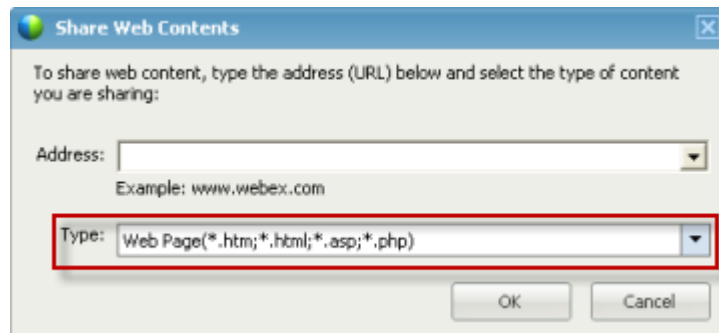 Share Web Contents
To share web content, type the address (URL) below and select the type of content
you are sharing:
Address:
Example: www.webex.com
Type: Web Page(*.htm;*.html;*.asp;*.php)
OK Cancel